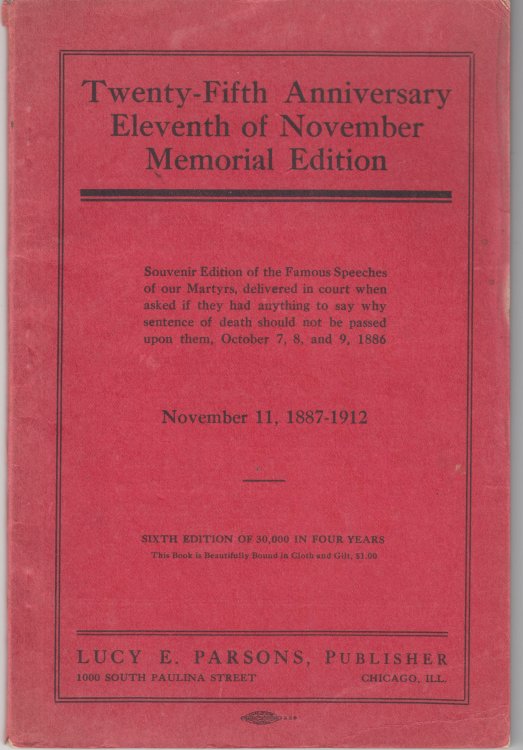 Twenty-Fifth Anniversary
Eleventh of November
Memorial Edition
Souvenir Edition of the Famous Speeches
of our Martyrs, delivered in court when
asked if they had anything to say why
sentence of death should not be passed
upon them, October 7, 8, and 9, 1886
November 11, 1887-1912
SIXTH EDITION OF 30,000 IN FOUR YEARS
This Book is Beautifully Bound in Cloth and Gilt, $1.00
LUCY E. PARSONS, PUBLISHER
1000 SOUTH PAULINA STREET CHICAGO, ILL.